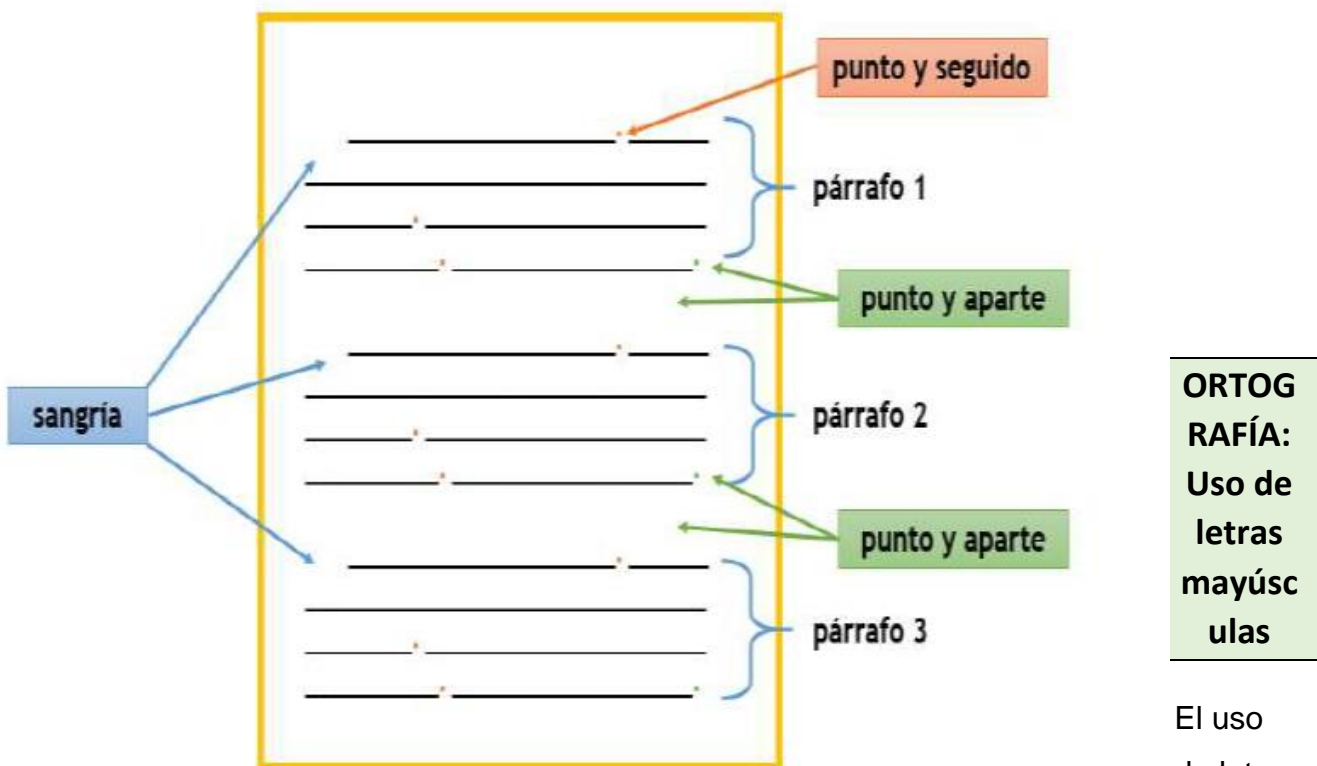 punto y seguido
párrafo 1
punto y aparte
sangría
párrafo 2
punto y aparte
párrafo 3
ORTOG
RAFÍA:
Uso de
letras
mayúsc
ulas
El uso